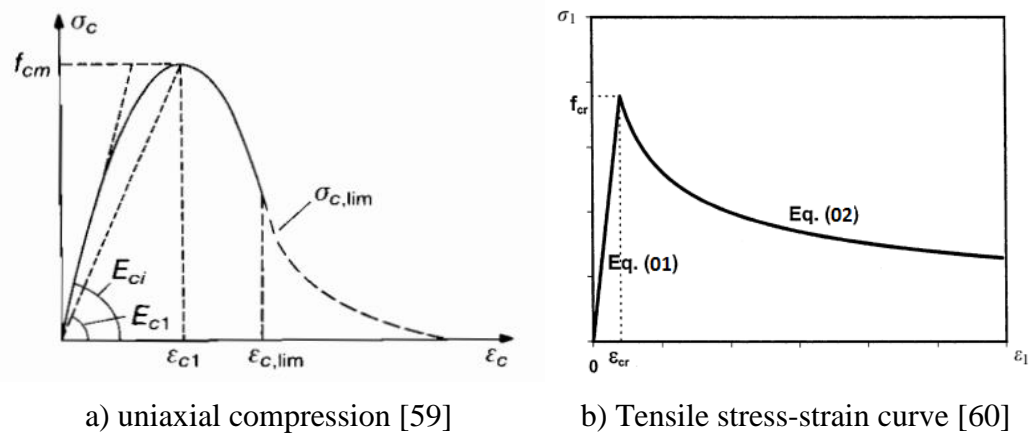 σc
fcm
σc,lim
Eci
Ec1
εc1
εc,lim
εc
σ1
fcr
Eq. (02)
Eq. (01)
0
εcr
ε1
a) uniaxial compression [59]
b) Tensile stress-strain curve [60]